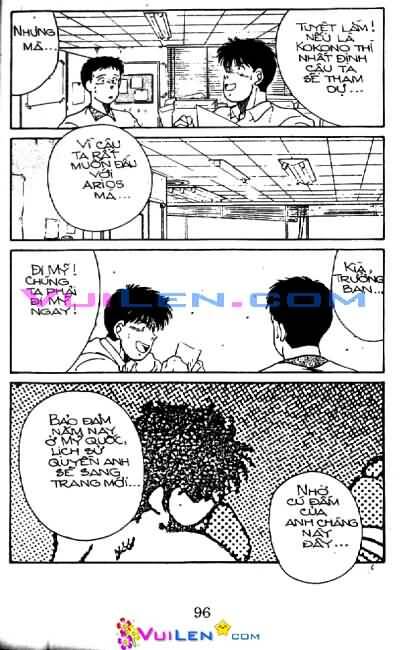 TUYỆT LẮM!
NẾU LÀ
KOKONO THÌ
NHẤT ĐỊNH
CẬU TA
SẼ THAM
DỰ...
NHƯNG
MÀ...
VÌ CẬU
TA RẤT
MUỐN ĐẤU
VỚI
ARIOS
MÀ...
KÌA,
TRƯỞNG
BAN...
ĐI MỸ!
CHÚNG
TA PHẢI
ĐI MỸ
NGAY!
VUILEN.COM
BẢO ĐẢM
NĂM NAY
Ở MỸ QUỐC,
LỊCH SỬ
QUYỀN ANH
SẼ SANG
TRANG MỚI...
NHỜ
CÚ ĐẤM
CỦA
ANH CHÀNG
NÀY
ĐÂY...
96
VUILEN.COM